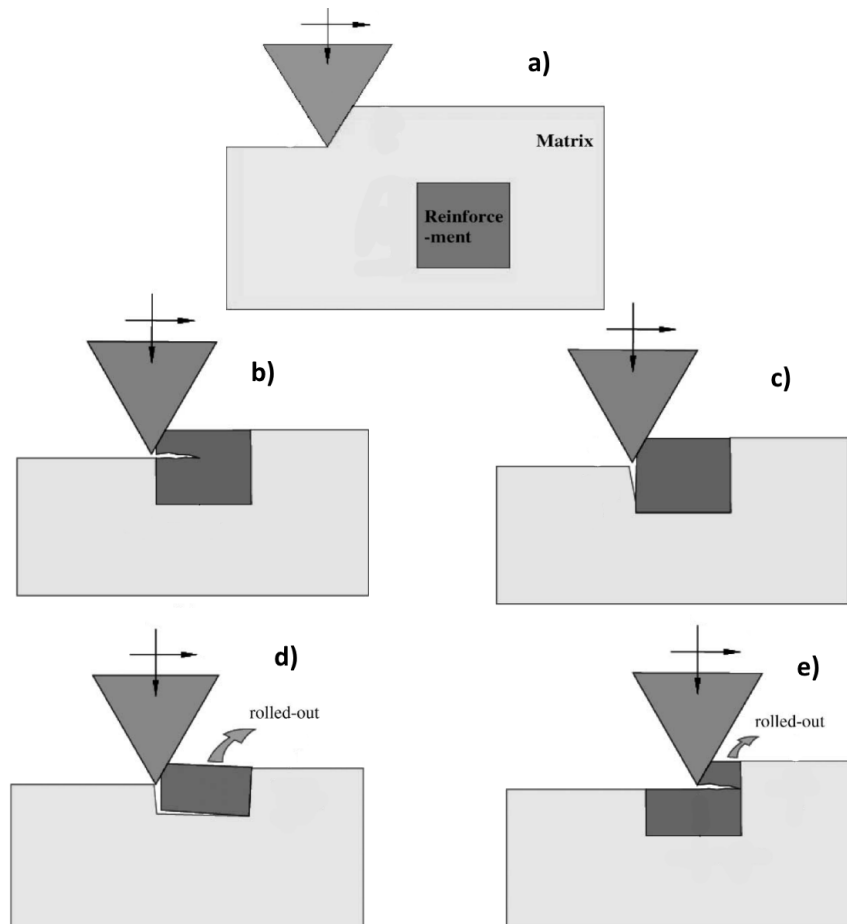 a)
Matrix
Reinforce
-ment
b)
c)
d)
rolled-out
e)
rolled-out